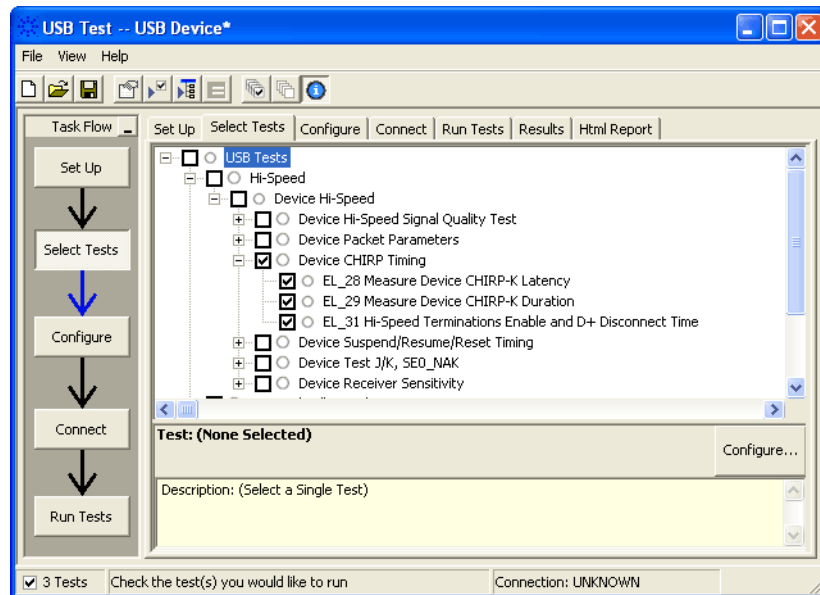 USB Test -- USB Device*
File View Help
Task Flow
Set Up
Select Tests
Configure
Connect
Run Tests
Set Up Select Tests Configure Connect Run Tests Results Html Report
USB Tests
Hi-Speed
Device Hi-Speed
Device Hi-Speed Signal Quality Test
Device Packet Parameters
Device CHIRP Timing
EL_28 Measure Device CHIRP-K Latency
EL_29 Measure Device CHIRP-K Duration
EL_31 Hi-Speed Terminations Enable and D+ Disconnect Time
Device Suspend/Resume/Reset Timing
Device Test J/K, SE0_NAK
Device Receiver Sensitivity
Test: (None Selected)
Configure...
Description: (Select a Single Test)
3 Tests Check the test(s) you would like to run Connection: UNKNOWN